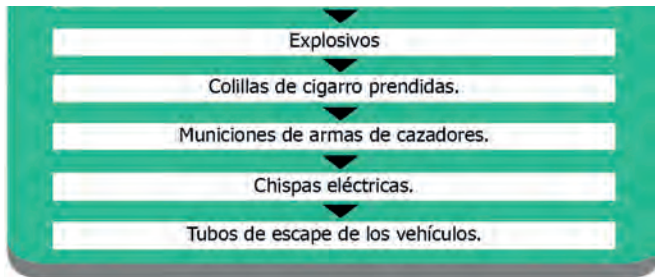 Explosivos
Colillas de cigarro prendidas.
Municiones de armas de cazadores.
Chispas eléctricas.
Tubos de escape de los vehículos.